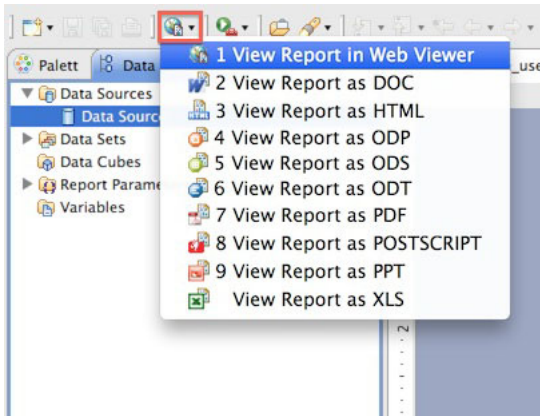 Palett
Data
Data Sources
Data Sourc
Data Sets
Data Cubes
Report Parame
Variables
1 View Report in Web Viewer
2 View Report as DOC
3 View Report as HTML
4 View Report as ODP
5 View Report as ODS
6 View Report as ODT
7 View Report as PDF
8 View Report as POSTSCRIPT
9 View Report as PPT
View Report as XLS
_use
2